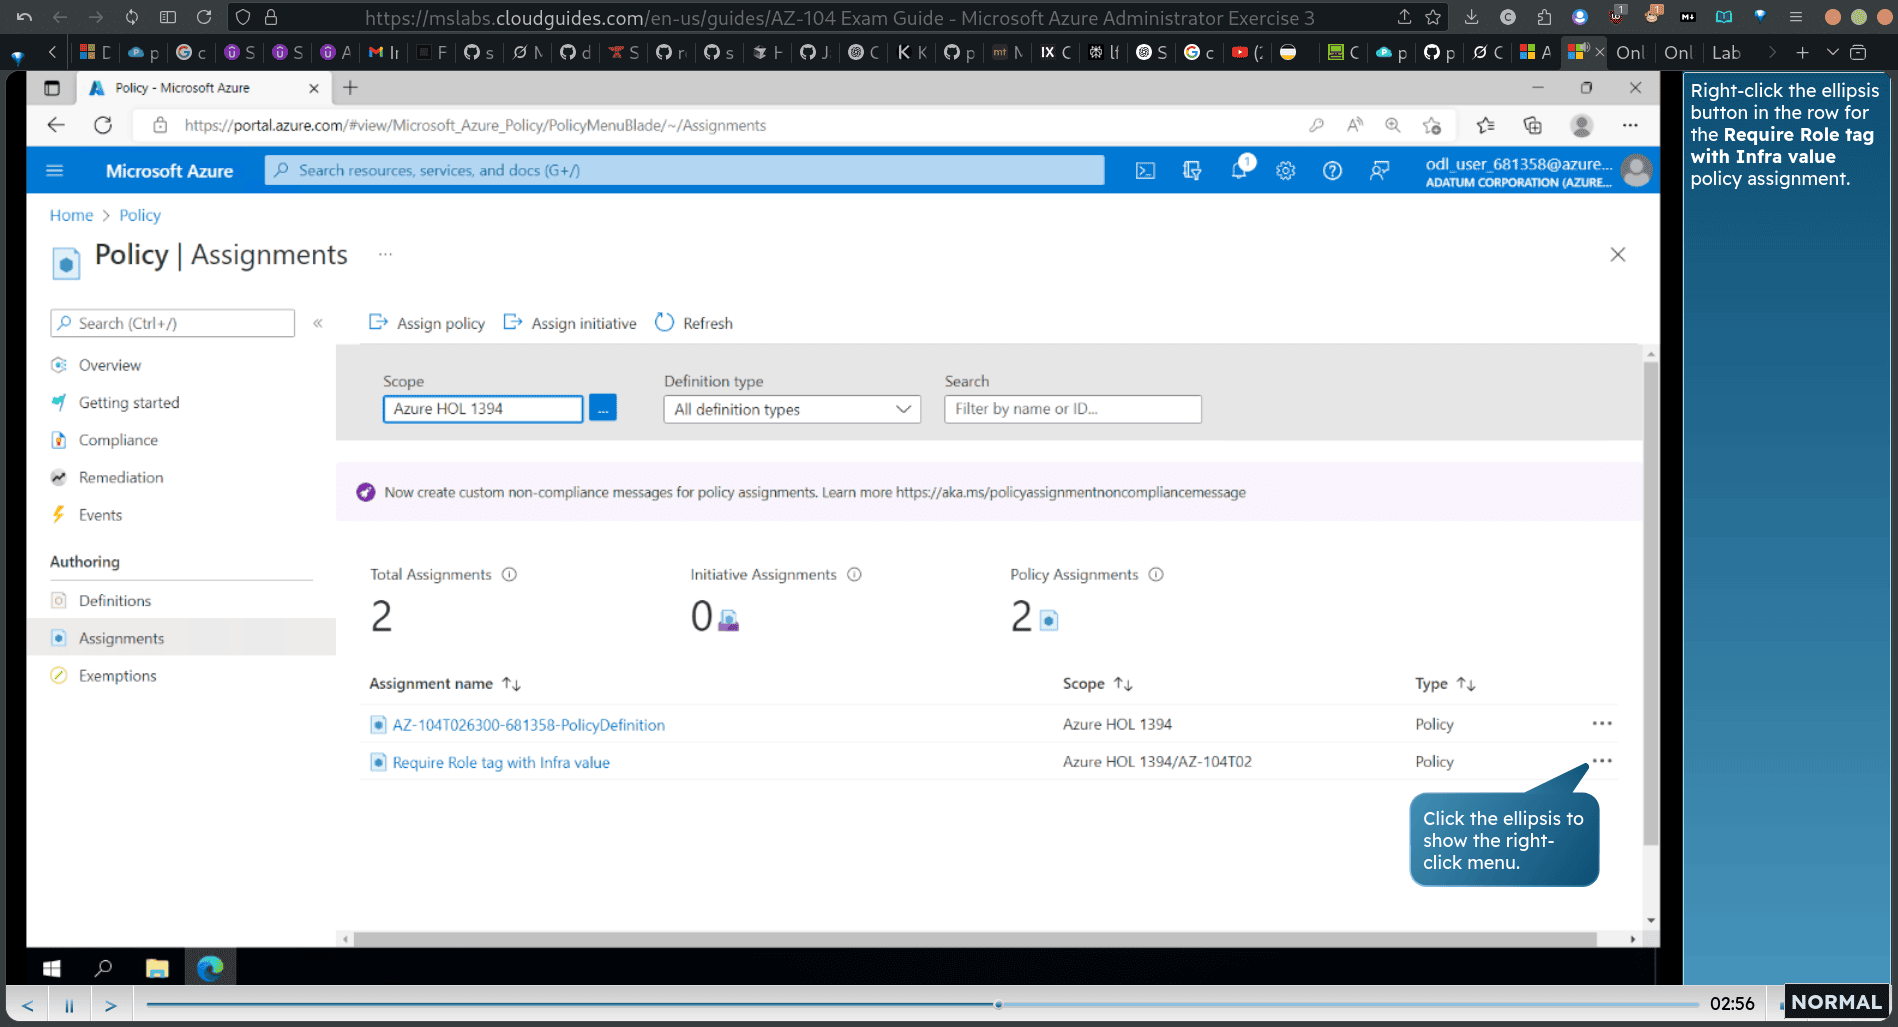 https://mslabs.cloudguides.com/en-us/guides/AZ-104 Exam Guide - Microsoft Azure Administrator Exercise 3
Onl
Onl
Lab
Policy - Microsoft Azure
https://portal.azure.com/#view/Microsoft_Azure_Policy/PolicyMenuBlade/~/Assignments
Microsoft Azure
Search resources, services, and docs (G+/)
1
odl_user_681358@azure...
ADATUM CORPORATION (AZURE...
Home > Policy
Policy | Assignments ...
Search (Ctrl+/)
«
Overview
Getting started
Compliance
Remediation
Events
Authoring
Definitions
Assignments
Exemptions
Assign policy
Assign initiative
Refresh
Scope
Azure HOL 1394
...
Definition type
All definition types
Search
Filter by name or ID...
Now create custom non-compliance messages for policy assignments. Learn more https://aka.ms/policyassignmentnoncompliancemessage
Total Assignments
2
Initiative Assignments
0
Policy Assignments
2
Assignment name ↑↓ Scope ↑↓ Type ↑↓
AZ-104T026300-681358-PolicyDefinition Azure HOL 1394 Policy ...
Require Role tag with Infra value Azure HOL 1394/AZ-104T02 Policy ...
Click the ellipsis to
show the right-
click menu.
Right-click the ellipsis
button in the row for
the Require Role tag
with Infra value
policy assignment.
02:56
NORMAL